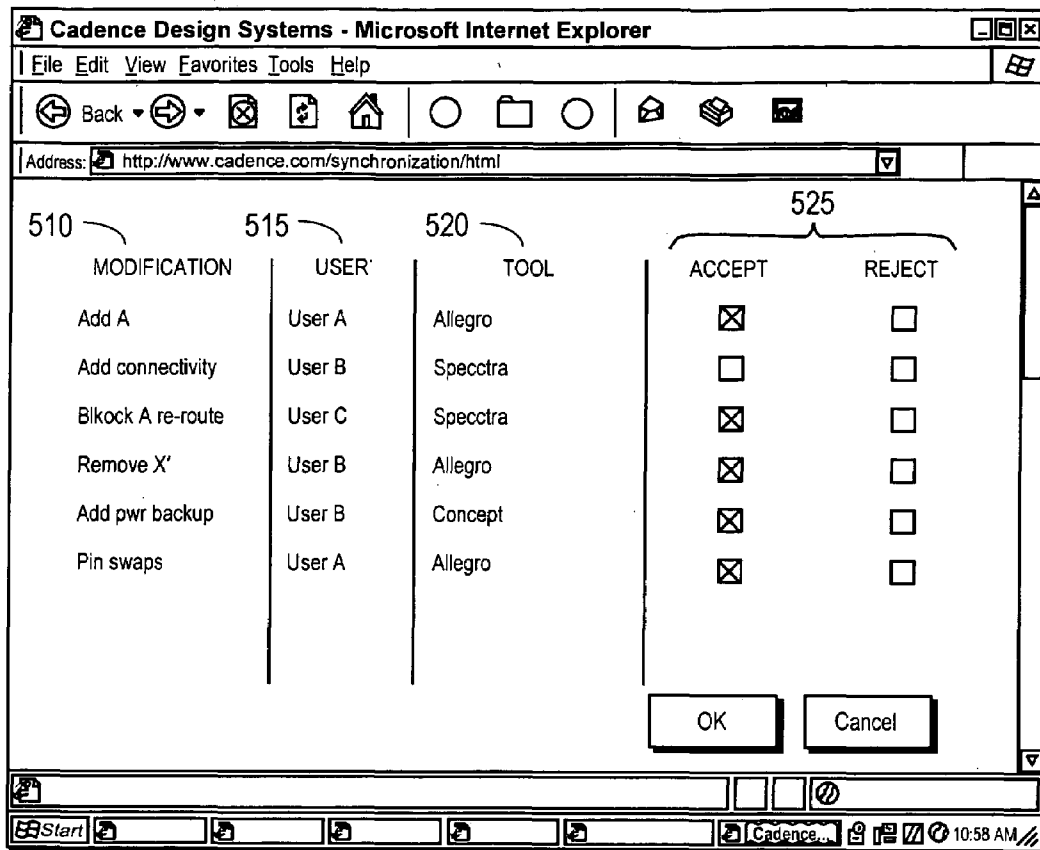 Cadence Design Systems - Microsoft Internet Explorer
File Edit View Favorites Tools Help
Back
Address: http://www.cadence.com/synchronization/html
510 515 520 525
MODIFICATION USER TOOL ACCEPT REJECT
Add A User A Allegro
Add connectivity User B Specctra
Blkock A re-route User C Specctra
Remove X' User B Allegro
Add pwr backup User B Concept
Pin swaps User A Allegro
OK Cancel
Start Cadence... 10:58 AM